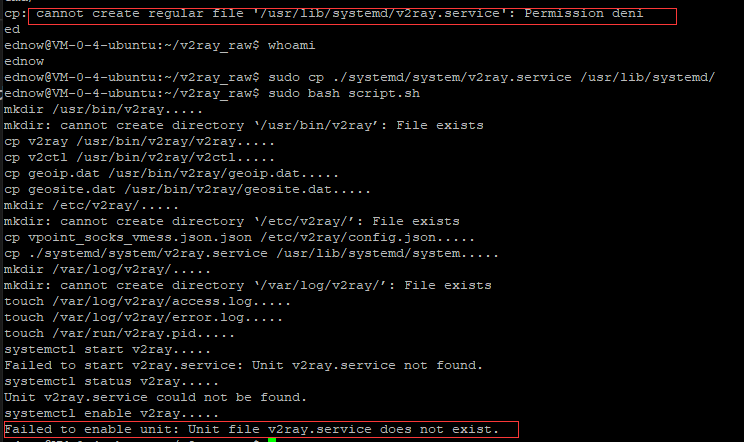 cp: cannot create regular file '/usr/lib/systemd/v2ray.service': Permission deni
ed
ednow@VM-0-4-ubuntu:~/v2ray_raw$ whoami
ednow
ednow@VM-0-4-ubuntu:~/v2ray_raw$ sudo cp ./systemd/system/v2ray.service /usr/lib/systemd/
ednow@VM-0-4-ubuntu:~/v2ray_raw$ sudo bash script.sh
mkdir /usr/bin/v2ray.....
mkdir: cannot create directory ‘/usr/bin/v2ray’: File exists
cp v2ray /usr/bin/v2ray/v2ray.....
cp v2ctl /usr/bin/v2ray/v2ctl.....
cp geoip.dat /usr/bin/v2ray/geoip.dat.....
cp geosite.dat /usr/bin/v2ray/geosite.dat.....
mkdir /etc/v2ray/.....
mkdir: cannot create directory ‘/etc/v2ray/’: File exists
cp vpoint_socks_vmess.json.json /etc/v2ray/config.json.....
cp ./systemd/system/v2ray.service /usr/lib/systemd/system.....
mkdir /var/log/v2ray/.....
mkdir: cannot create directory ‘/var/log/v2ray/’: File exists
touch /var/log/v2ray/access.log.....
touch /var/log/v2ray/error.log.....
touch /var/run/v2ray.pid.....
systemctl start v2ray.....
Failed to start v2ray.service: Unit v2ray.service not found.
systemctl status v2ray.....
Unit v2ray.service could not be found.
systemctl enable v2ray.....
Failed to enable unit: Unit file v2ray.service does not exist.